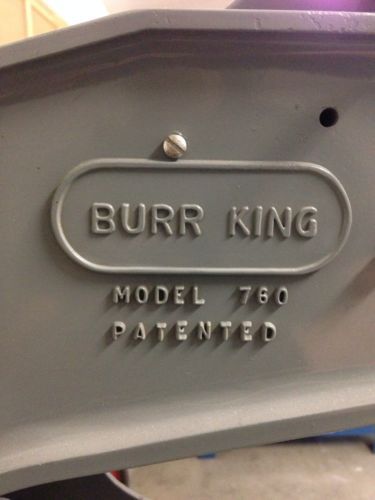 BURR KING
MODEL 760
PATENTED